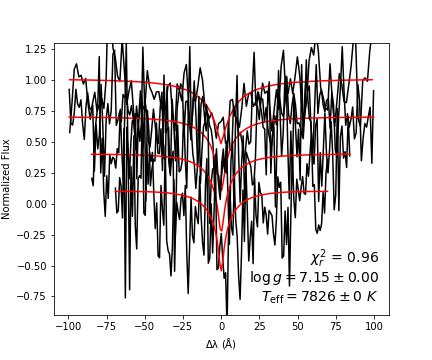 1.25
1.00
0.75
0.50
0.25
0.00
−0.25
−0.50
−0.75
Normalized Flux
χ²ᵣ = 0.96
log g = 7.15 ± 0.00
T_eff = 7826 ± 0 K
−100 −75 −50 −25 0 25 50 75 100
Δλ (Å)